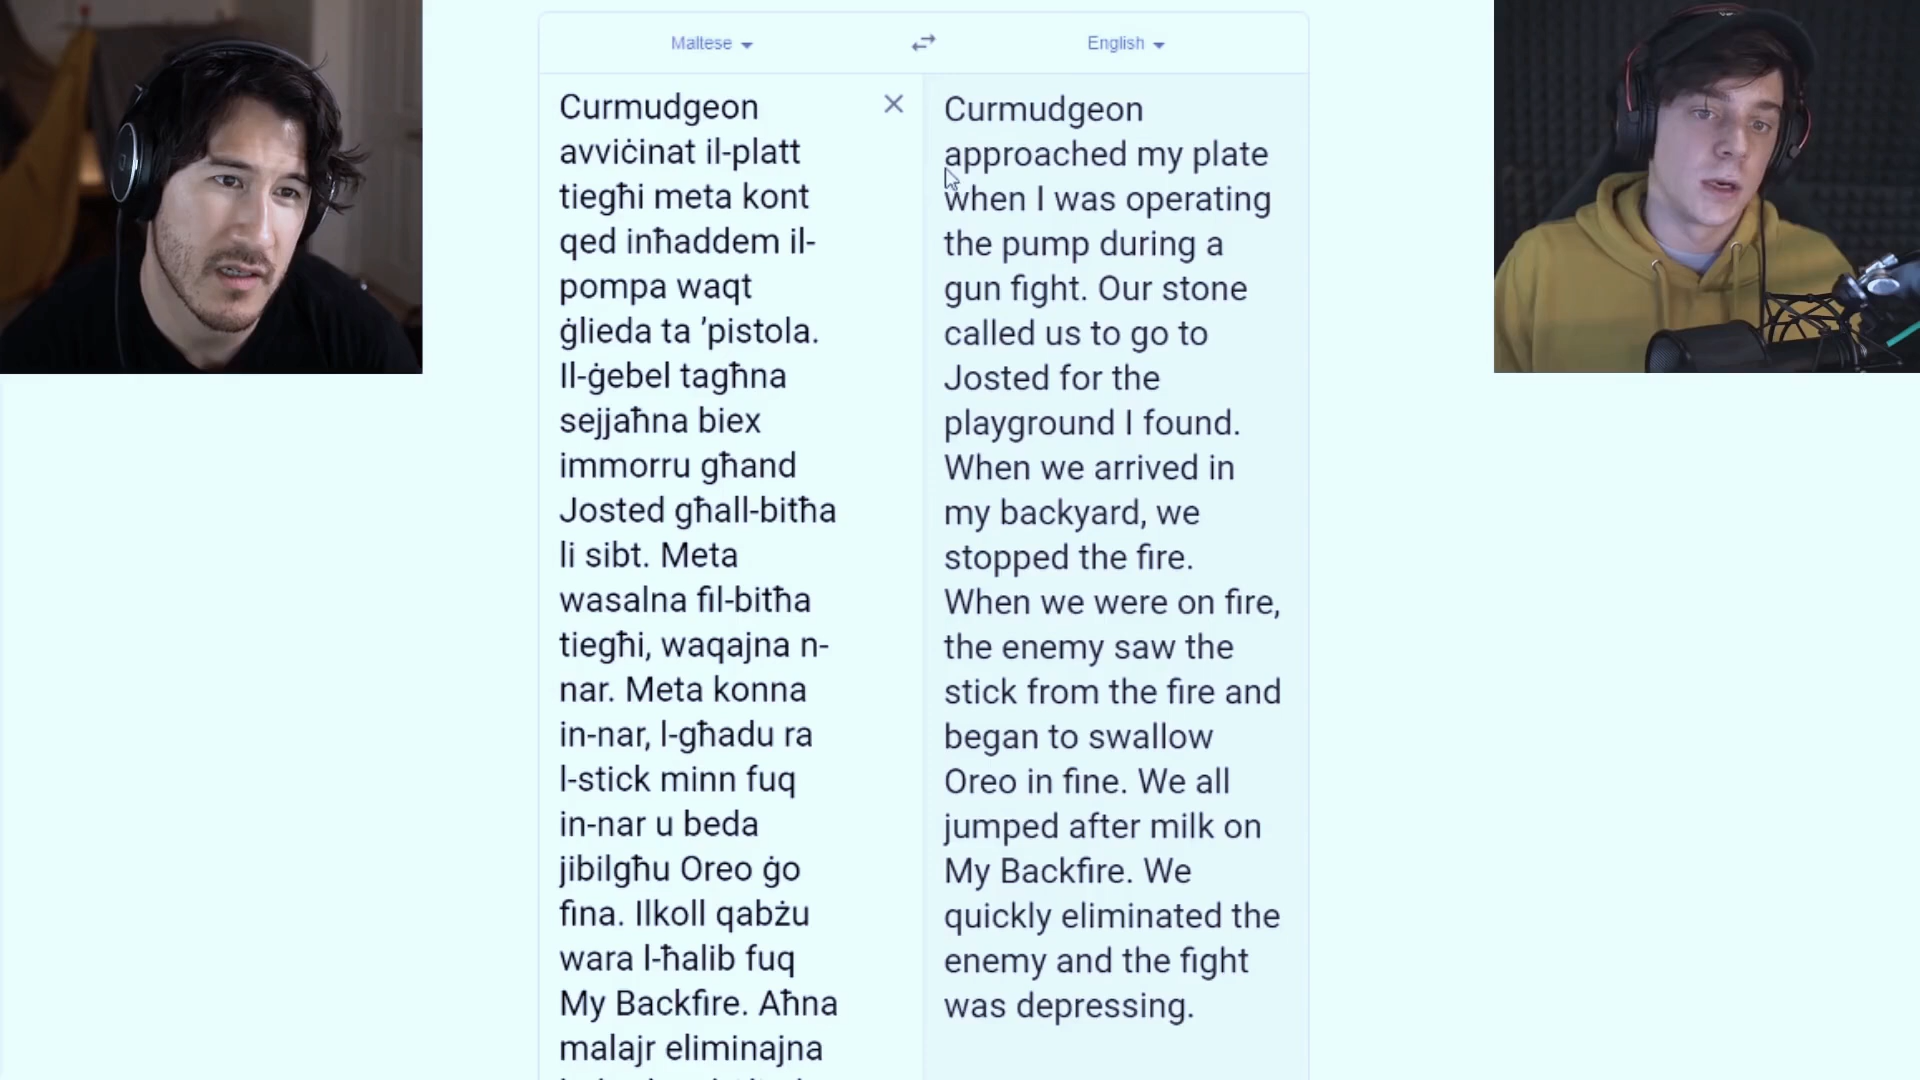 Maltese
English
Curmudgeon
avviċinat il-platt
tiegħi meta kont
qed inħaddem il-
pompa waqt
ġlieda ta ’pistola.
Il-ġebel tagħna
sejjaħna biex
immorru għand
Josted għall-bitħa
li sibt. Meta
wasalna fil-bitħa
tiegħi, waqajna n-
nar. Meta konna
in-nar, l-għadu ra
l-stick minn fuq
in-nar u beda
jibilgħu Oreo ġo
fina. Ilkoll qabżu
wara l-ħalib fuq
My Backfire. Aħna
malajr eliminajna
Curmudgeon
approached my plate
when I was operating
the pump during a
gun fight. Our stone
called us to go to
Josted for the
playground I found.
When we arrived in
my backyard, we
stopped the fire.
When we were on fire,
the enemy saw the
stick from the fire and
began to swallow
Oreo in fine. We all
jumped after milk on
My Backfire. We
quickly eliminated the
enemy and the fight
was depressing.